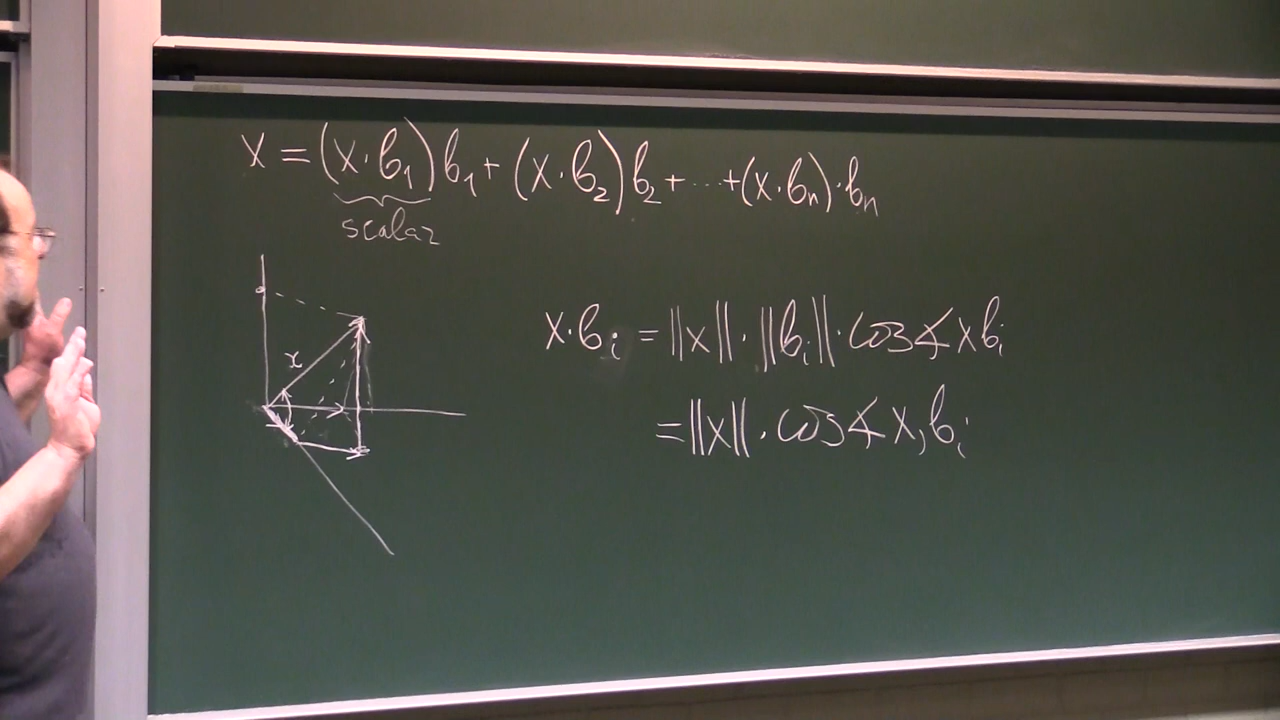 x = (x · b₁) b₁ + (x · b₂) b₂ + ... + (x · bₙ) · bₙ
scalar
x
x · bᵢ = ||x|| · ||bᵢ|| · cos ∢ x bᵢ
= ||x|| · cos ∢ x, bᵢ